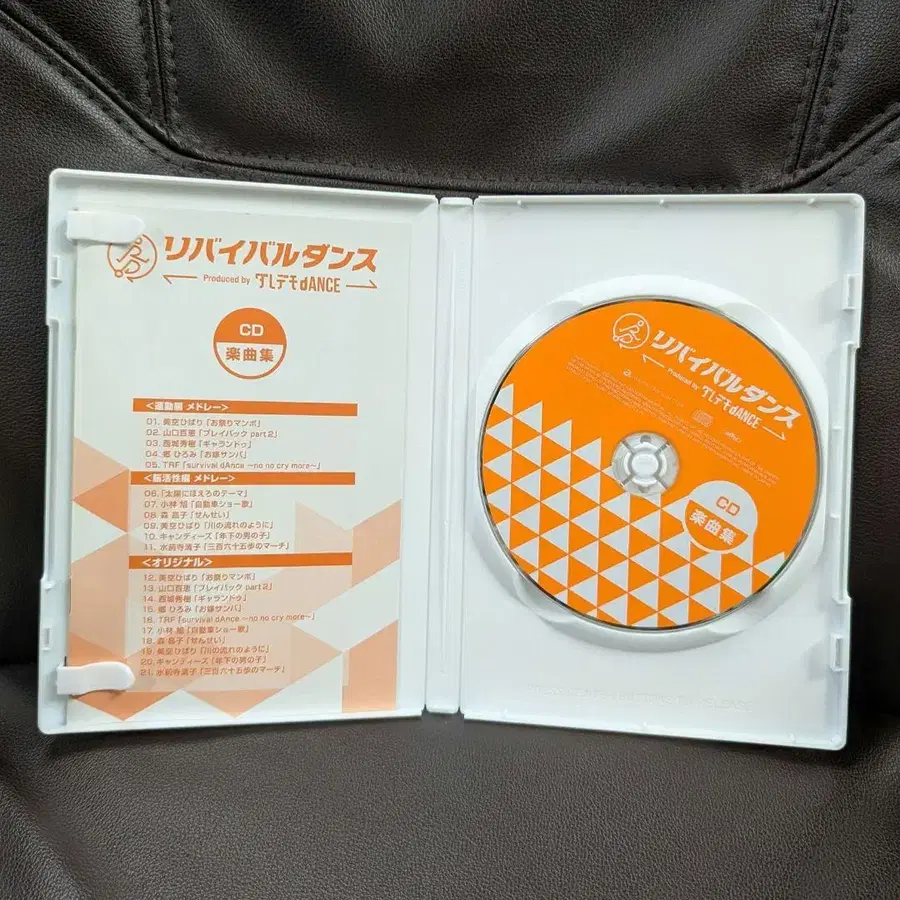 リバイバルダンス
Produced by ダレデモdANCE
CD
楽曲集
<運動編 メドレー>
01. 美空ひばり「お祭りマンボ」
02. 山口百恵「プレイバック part2」
03. 西城秀樹「ギャランドゥ」
04. 郷 ひろみ「お嫁サンバ」
05. TRF「survival dAnce ～no no cry more～」
<脳活性編 メドレー>
06.「太陽にほえろのテーマ」
07. 小林 旭「自動車ショー歌」
08. 森 昌子「せんせい」
09. 美空ひばり「川の流れのように」
10. キャンディーズ「年下の男の子」
11. 水前寺清子「三百六十五歩のマーチ」
<オリジナル>
12. 美空ひばり「お祭りマンボ」
13. 山口百恵「プレイバック part2」
14. 西城秀樹「ギャランドゥ」
15. 郷 ひろみ「お嫁サンバ」
16. TRF「survival dAnce ～no no cry more～」
17. 小林 旭「自動車ショー歌」
18. 森 昌子「せんせい」
19. 美空ひばり「川の流れのように」
20. キャンディーズ「年下の男の子」
21. 水前寺清子「三百六十五歩のマーチ」
リバイバルダンス
Produced by ダレデモdANCE
CD
楽曲集